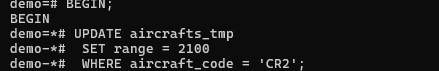 demo=# BEGIN;
BEGIN
demo=*# UPDATE aircrafts_tmp
demo-*#  SET range = 2100
demo-*#  WHERE aircraft_code = 'CR2';